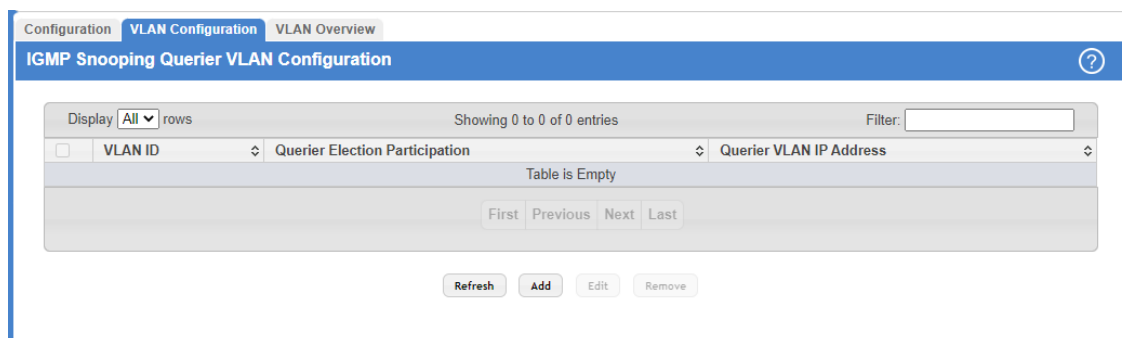 Configuration VLAN Configuration VLAN Overview
IGMP Snooping Querier VLAN Configuration ?
Display All rows Showing 0 to 0 of 0 entries Filter:
VLAN ID Querier Election Participation Querier VLAN IP Address
Table is Empty
First Previous Next Last
Refresh Add Edit Remove